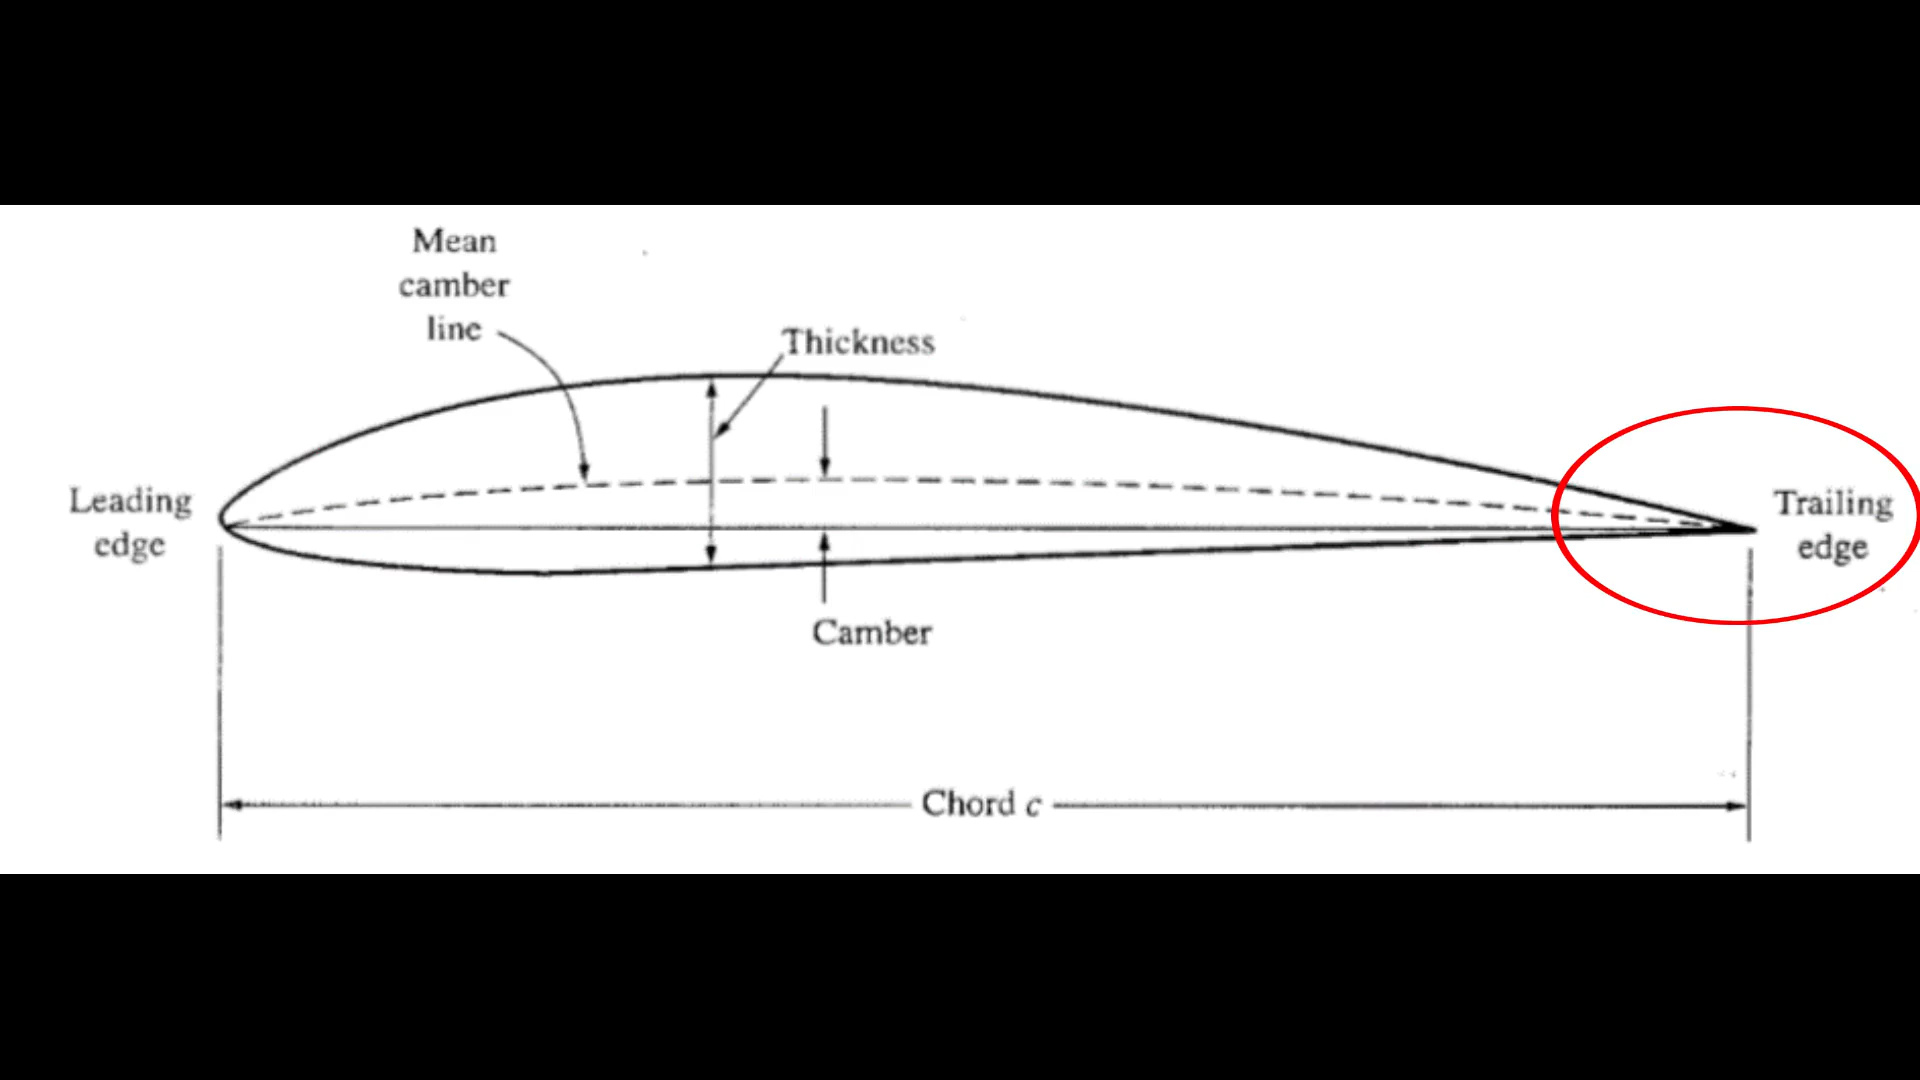 Mean
camber
line
Thickness
Leading
edge
Trailing
edge
Camber
Chord c